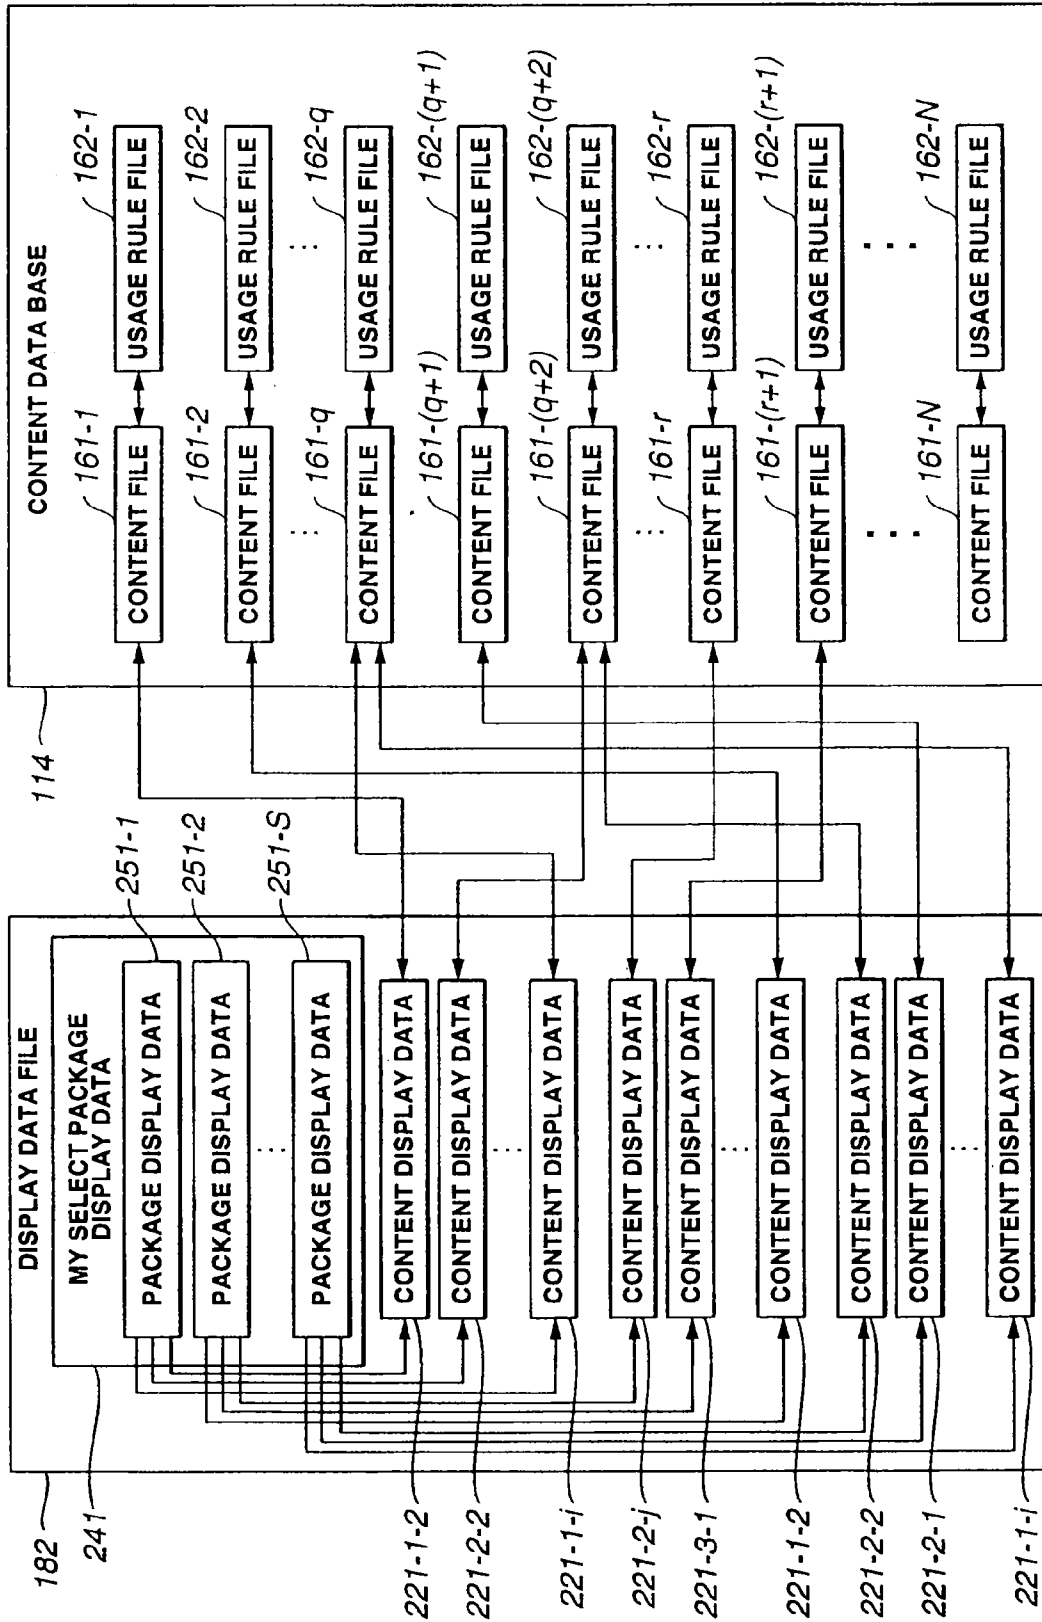 DISPLAY DATA FILE
MY SELECT PACKAGE
DISPLAY DATA
PACKAGE DISPLAY DATA
PACKAGE DISPLAY DATA
PACKAGE DISPLAY DATA
CONTENT DISPLAY DATA
CONTENT DISPLAY DATA
CONTENT DISPLAY DATA
CONTENT DISPLAY DATA
CONTENT DISPLAY DATA
CONTENT DISPLAY DATA
CONTENT DISPLAY DATA
CONTENT DISPLAY DATA
CONTENT DISPLAY DATA
182
241
251-1
251-2
251-S
221-1-2
221-2-2
221-1-i
221-2-j
221-3-1
221-1-2
221-2-2
221-2-1
221-1-i
114
CONTENT DATA BASE
161-1
162-1
CONTENT FILE
USAGE RULE FILE
161-2
162-2
CONTENT FILE
USAGE RULE FILE
161-q
162-q
CONTENT FILE
USAGE RULE FILE
161-(q+1)
162-(q+1)
CONTENT FILE
USAGE RULE FILE
161-(q+2)
162-(q+2)
CONTENT FILE
USAGE RULE FILE
161-r
162-r
CONTENT FILE
USAGE RULE FILE
161-(r+1)
162-(r+1)
CONTENT FILE
USAGE RULE FILE
161-N
162-N
CONTENT FILE
USAGE RULE FILE